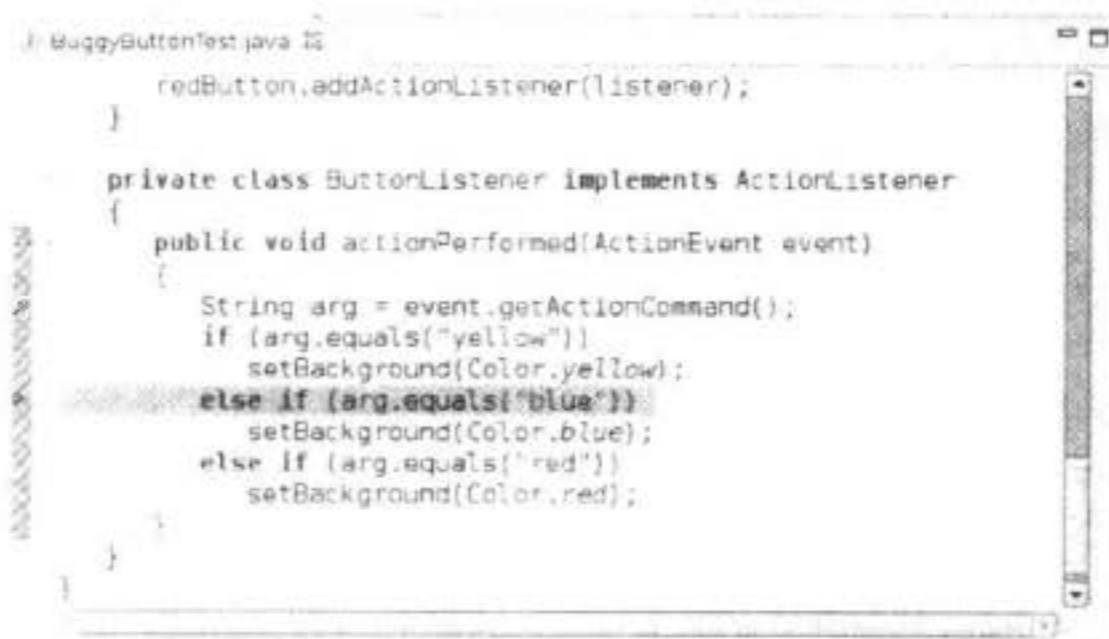 BuggyButtonTest.java
redButton.addActionListener(listener);
}
private class ButtonListener implements ActionListener
{
public void actionPerformed(ActionEvent event)
{
String arg = event.getActionCommand();
if (arg.equals("yellow"))
setBackground(Color.yellow);
else if (arg.equals("blue"))
setBackground(Color.blue);
else if (arg.equals("red"))
setBackground(Color.red);
}
}
}